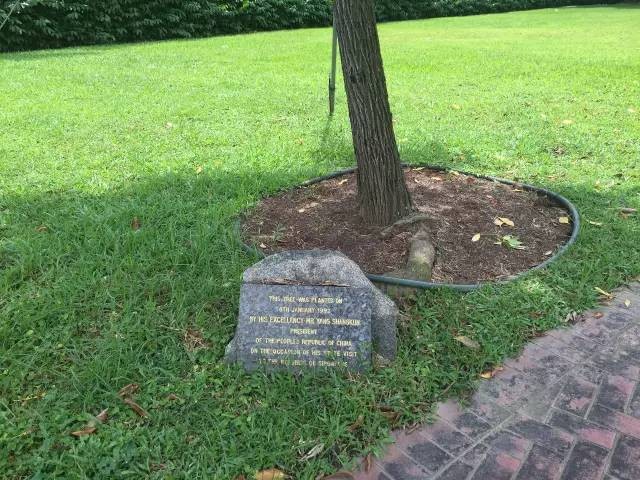 THIS TREE WAS PLANTED ON
JANUARY 1993
BY HIS EXCELLENCY MR YANG SHANGKUN
PRESIDENT
OF THE PEOPLE'S REPUBLIC OF CHINA
ON THE OCCASION OF HIS STATE VISIT
TO THE REPUBLIC OF SINGAPORE